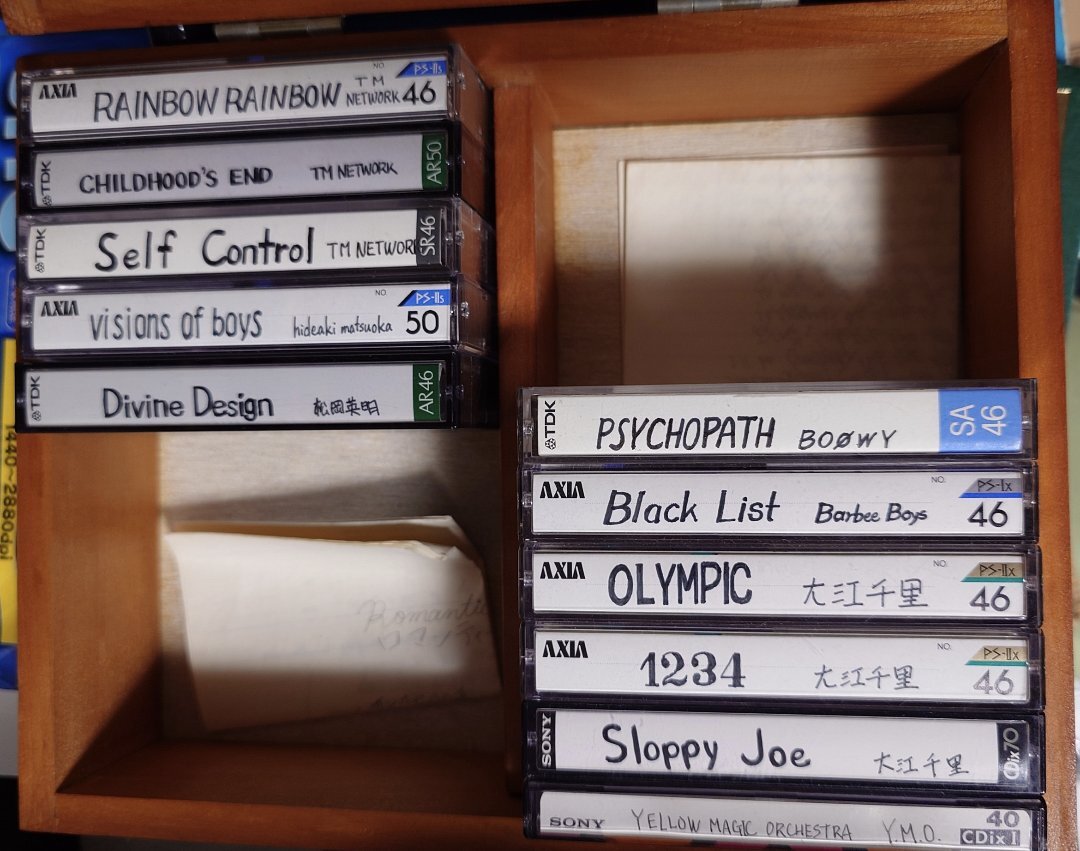 AXIA RAINBOW RAINBOW TM NETWORK NO. PS-IIs 46
TDK CHILDHOOD'S END TM NETWORK AR50
TDK Self Control TM NETWORK SR46
AXIA visions of boys hideaki matsuoka NO. PS-IIs 50
TDK Divine Design 松岡英明 AR46
TDK PSYCHOPATH BOØWY SA 46
AXIA Black List Barbee Boys NO. PS-Ix 46
AXIA OLYMPIC 大江千里 NO. PS-IIx 46
AXIA 1234 大江千里 NO. PS-IIx 46
SONY Sloppy Joe 大江千里 CDix70
SONY YELLOW MAGIC ORCHESTRA Y.M.O. 40 CDixI
1440~2880dpi